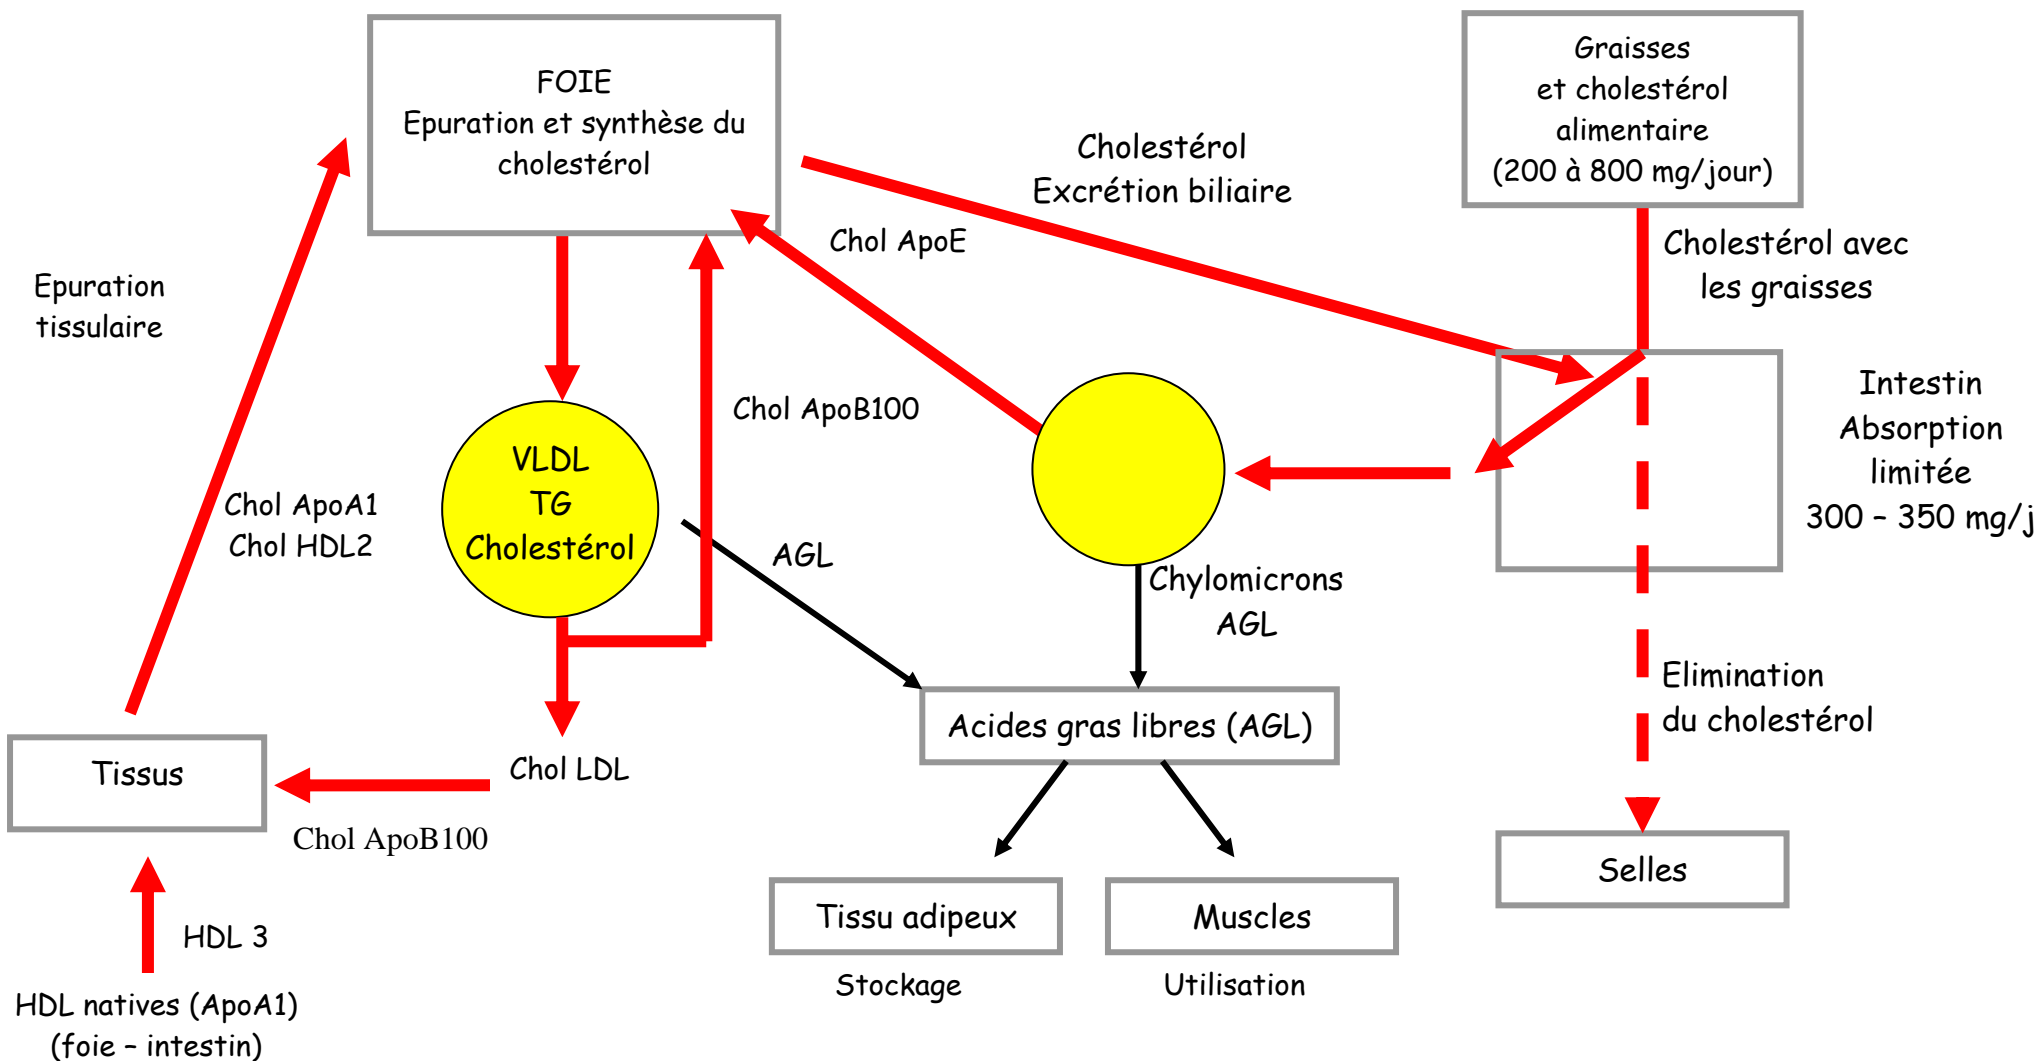 FOIE
Epuration et synthèse du
cholestérol
Graisses
et cholestérol
alimentaire
(200 à 800 mg/jour)
Cholestérol
Excrétion biliaire
Chol ApoE
Cholestérol avec
les graisses
Epuration
tissulaire
Chol ApoB100
Intestin
Absorption
limitée
300 – 350 mg/j
VLDL
TG
Cholestérol
Chol ApoA1
Chol HDL2
AGL
Chylomicrons
AGL
Elimination
du cholestérol
Acides gras libres (AGL)
Tissus
Chol LDL
Chol ApoB100
Selles
Tissu adipeux
Muscles
HDL 3
Stockage
Utilisation
HDL natives (ApoA1)
(foie – intestin)